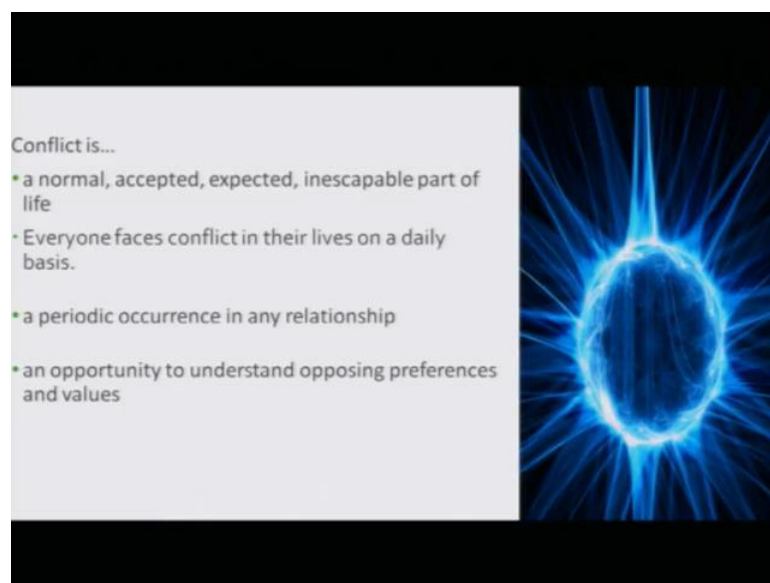 Conflict is...
• a normal, accepted, expected, inescapable part of
life
• Everyone faces conflict in their lives on a daily
basis.
• a periodic occurrence in any relationship
• an opportunity to understand opposing preferences
and values